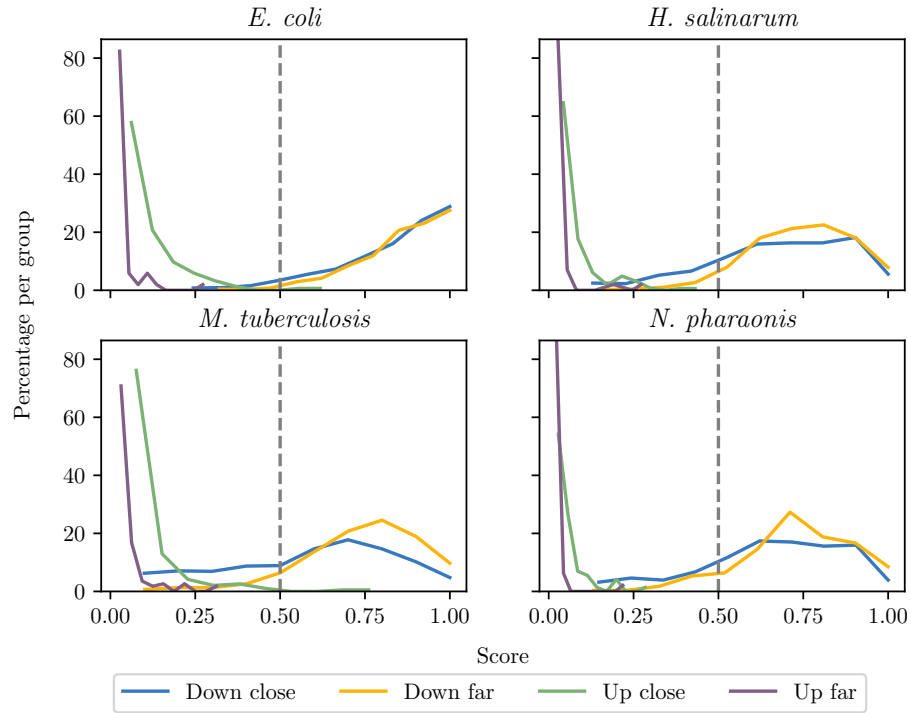 E. coli
H. salinarum
80
60
40
20
0
M. tuberculosis
N. pharaonis
80
60
40
20
0
0.00 0.25 0.50 0.75 1.00
0.00 0.25 0.50 0.75 1.00
Percentage per group
Score
Down close Down far Up close Up far